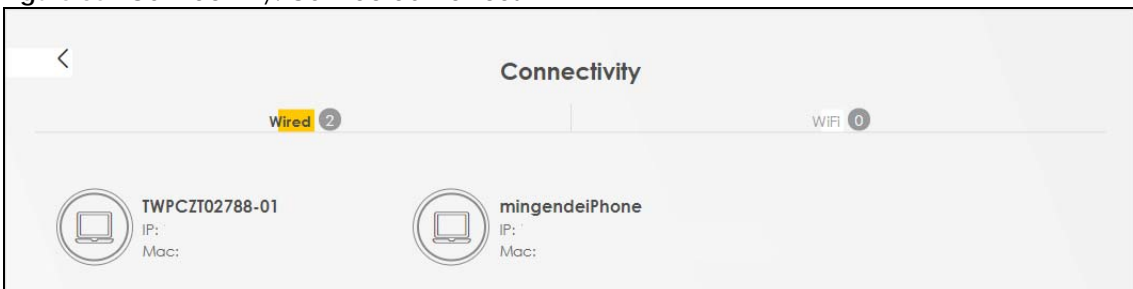 Connectivity
Wired 2
WiFi 0
TWPCZT02788-01
IP:
Mac:
mingendeiPhone
IP:
Mac: